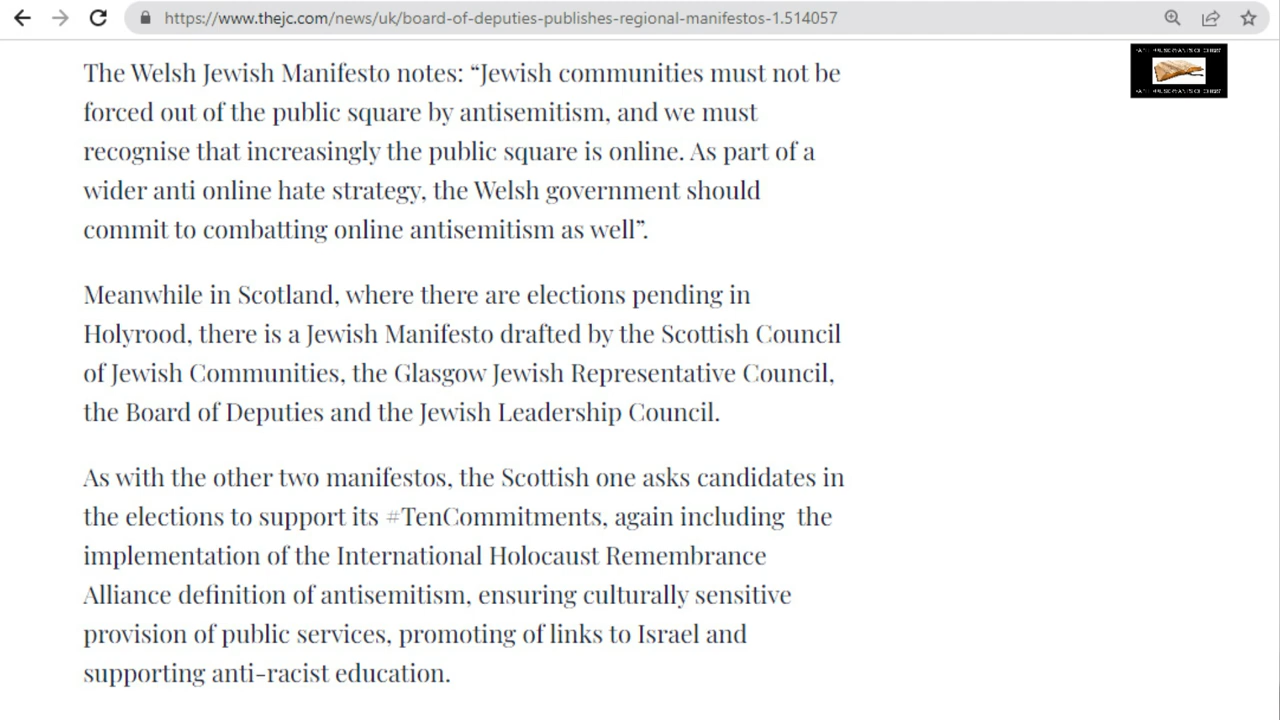 https://www.thejc.com/news/uk/board-of-deputies-publishes-regional-manifestos-1.514057
The Welsh Jewish Manifesto notes: “Jewish communities must not be
forced out of the public square by antisemitism, and we must
recognise that increasingly the public square is online. As part of a
wider anti online hate strategy, the Welsh government should
commit to combatting online antisemitism as well”.
Meanwhile in Scotland, where there are elections pending in
Holyrood, there is a Jewish Manifesto drafted by the Scottish Council
of Jewish Communities, the Glasgow Jewish Representative Council,
the Board of Deputies and the Jewish Leadership Council.
As with the other two manifestos, the Scottish one asks candidates in
the elections to support its #TenCommitments, again including  the
implementation of the International Holocaust Remembrance
Alliance definition of antisemitism, ensuring culturally sensitive
provision of public services, promoting of links to Israel and
supporting anti-racist education.